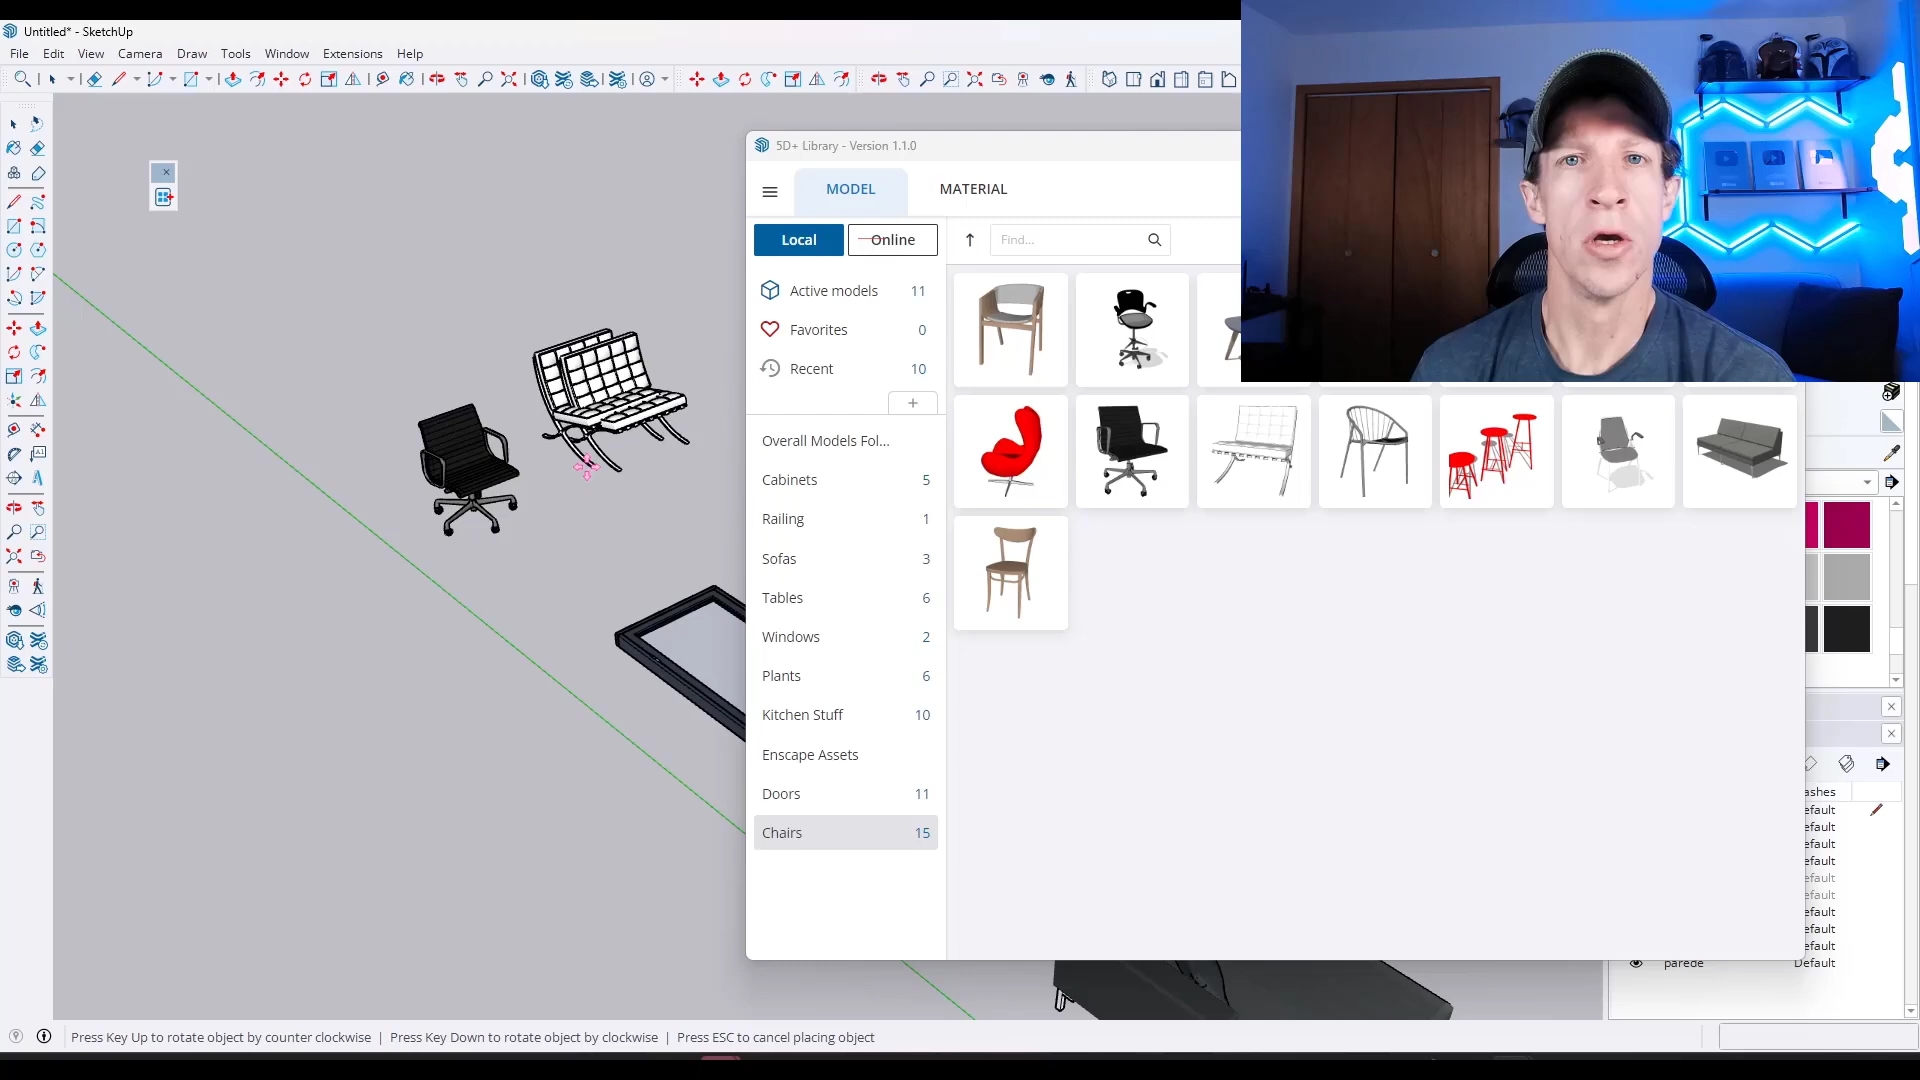 Untitled* - SketchUp
File Edit View Camera Draw Tools Window Extensions Help
5D+ Library - Version 1.1.0
MODEL MATERIAL
Local Online Find...
Active models 11
Favorites 0
Recent 10
+
Overall Models Fol...
Cabinets 5
Railing 1
Sofas 3
Tables 6
Windows 2
Plants 6
Kitchen Stuff 10
Enscape Assets
Doors 11
Chairs 15
ashes
efault
efault
efault
efault
efault
efault
efault
efault
efault
parede Default
Press Key Up to rotate object by counter clockwise | Press Key Down to rotate object by clockwise | Press ESC to cancel placing object